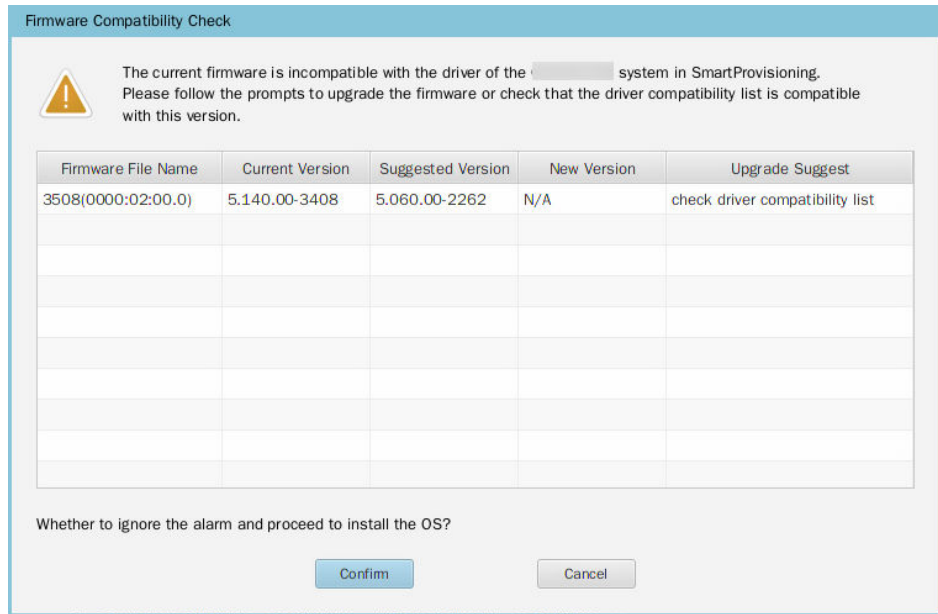 Firmware Compatibility Check
The current firmware is incompatible with the driver of the system in SmartProvisioning.
Please follow the prompts to upgrade the firmware or check that the driver compatibility list is compatible
with this version.
Firmware File Name Current Version Suggested Version New Version Upgrade Suggest
3508(0000:02:00.0) 5.140.00-3408 5.060.00-2262 N/A check driver compatibility list
Whether to ignore the alarm and proceed to install the OS?
Confirm Cancel